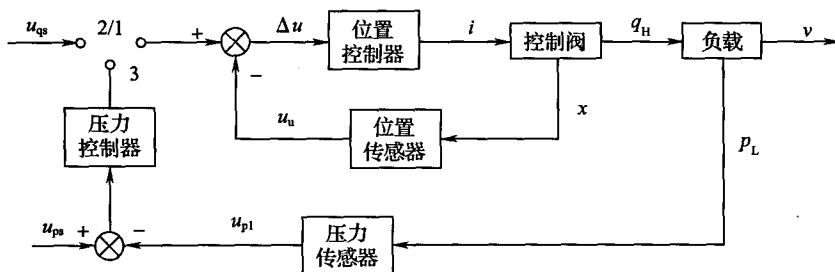 u_qs
2/1
+
Δu
位置
控制器
i
控制阀
q_H
负载
v
3
−
压力
控制器
u_u
位置
传感器
x
p_L
u_ps
+
−
u_p1
压力
传感器